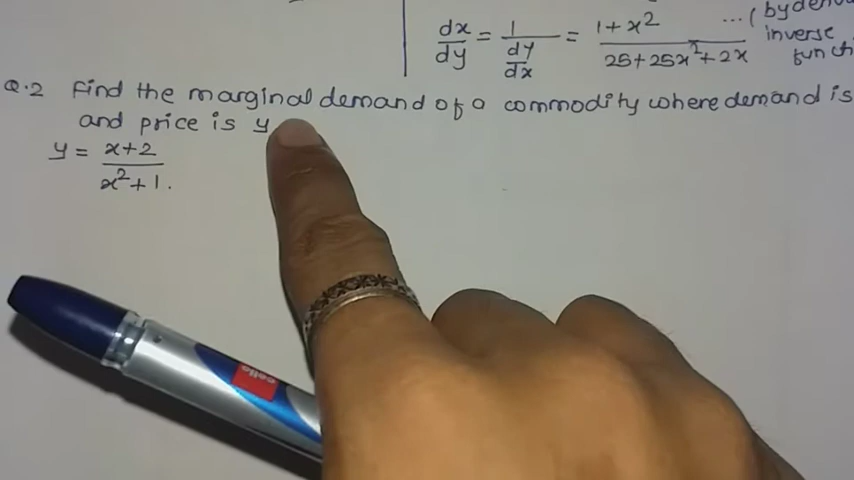 dx/dy = 1/(dy/dx) = (1+x²)/(25+25x²+2x) ...(by
inverse
Q.2 Find the marginal demand of a commodity where demand is
and price is y
y = (x+2)/(x²+1).
cello